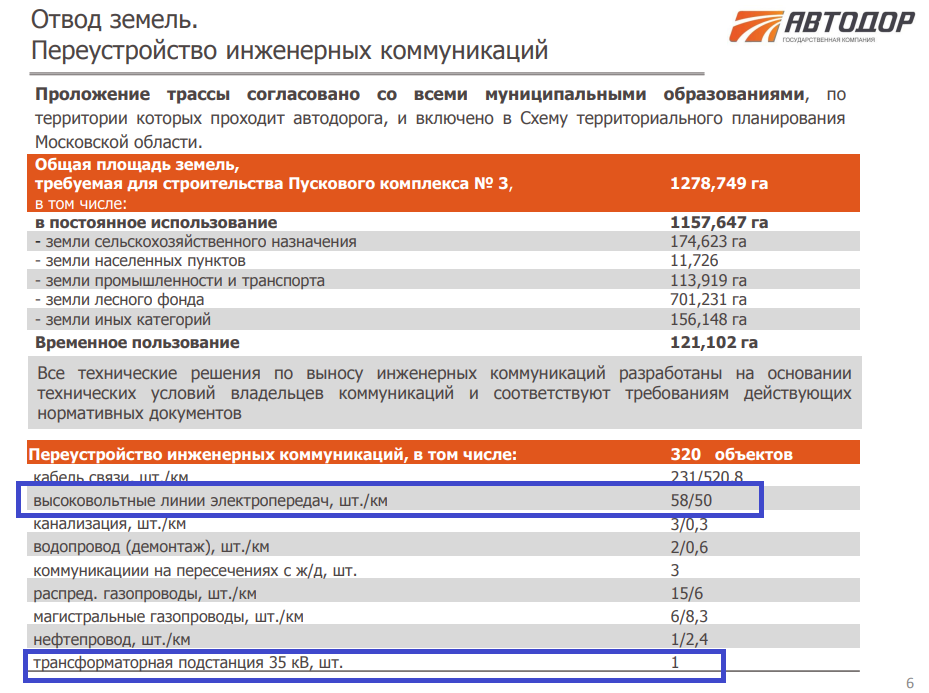 Отвод земель.
Переустройство инженерных коммуникаций
АВТОДОР
ГОСУДАРСТВЕННАЯ КОМПАНИЯ
Проложение трассы согласовано со всеми муниципальными образованиями, по
территории которых проходит автодорога, и включено в Схему территориального планирования
Московской области.
Общая площадь земель,
требуемая для строительства Пускового комплекса № 3, 1278,749 га
в том числе:
в постоянное использование 1157,647 га
- земли сельскохозяйственного назначения 174,623 га
- земли населенных пунктов 11,726
- земли промышленности и транспорта 113,919 га
- земли лесного фонда 701,231 га
- земли иных категорий 156,148 га
Временное пользование 121,102 га
Все технические решения по выносу инженерных коммуникаций разработаны на основании
технических условий владельцев коммуникаций и соответствуют требованиям действующих
нормативных документов
Переустройство инженерных коммуникаций, в том числе: 320 объектов
кабель связи, шт./км 231/520,8
высоковольтные линии электропередач, шт./км 58/50
канализация, шт./км 3/0,3
водопровод (демонтаж), шт./км 2/0,6
коммуникациии на пересечениях с ж/д, шт. 3
распред. газопроводы, шт./км 15/6
магистральные газопроводы, шт./км 6/8,3
нефтепровод, шт./км 1/2,4
трансформаторная подстанция 35 кВ, шт. 1
6